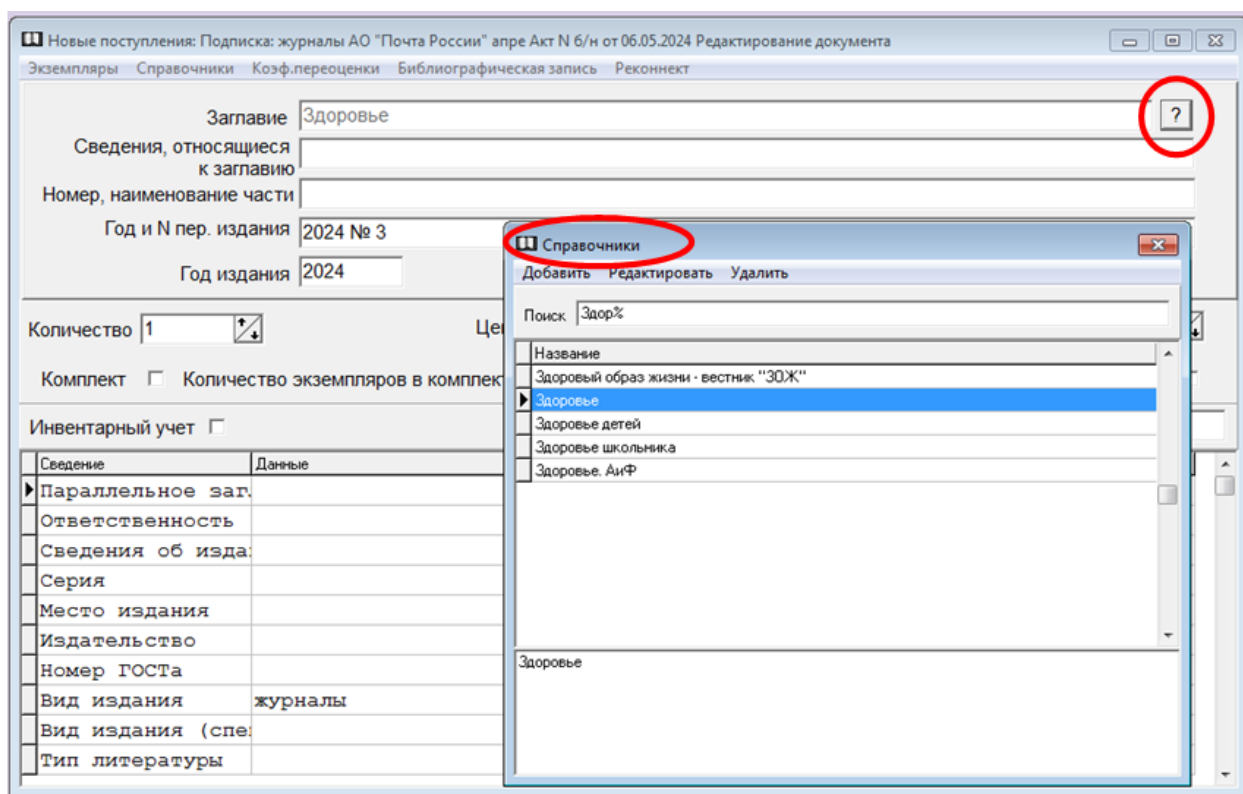 Новые поступления: Подписка: журналы АО "Почта России" апре Акт N б/н от 06.05.2024 Редактирование документа
Экземпляры Справочники Коэф.переоценки Библиографическая запись Реконнект
Заглавие Здоровье ?
Сведения, относящиеся
к заглавию
Номер, наименование части
Год и N пер. издания 2024 № 3
Год издания 2024
Количество 1
Комплект Количество экземпляров в
Инвентарный учет
Сведение Данные
Параллельное
Ответственность
Сведения об
Серия
Место издания
Издательство
Номер ГОСТа
Вид издания журналы
Вид издания
Тип литературы
Справочники
Добавить Редактировать Удалить
Поиск Здор%
Название
Здоровый образ жизни - вестник "ЗОЖ"
Здоровье
Здоровье детей
Здоровье школьника
Здоровье. АиФ
Здоровье